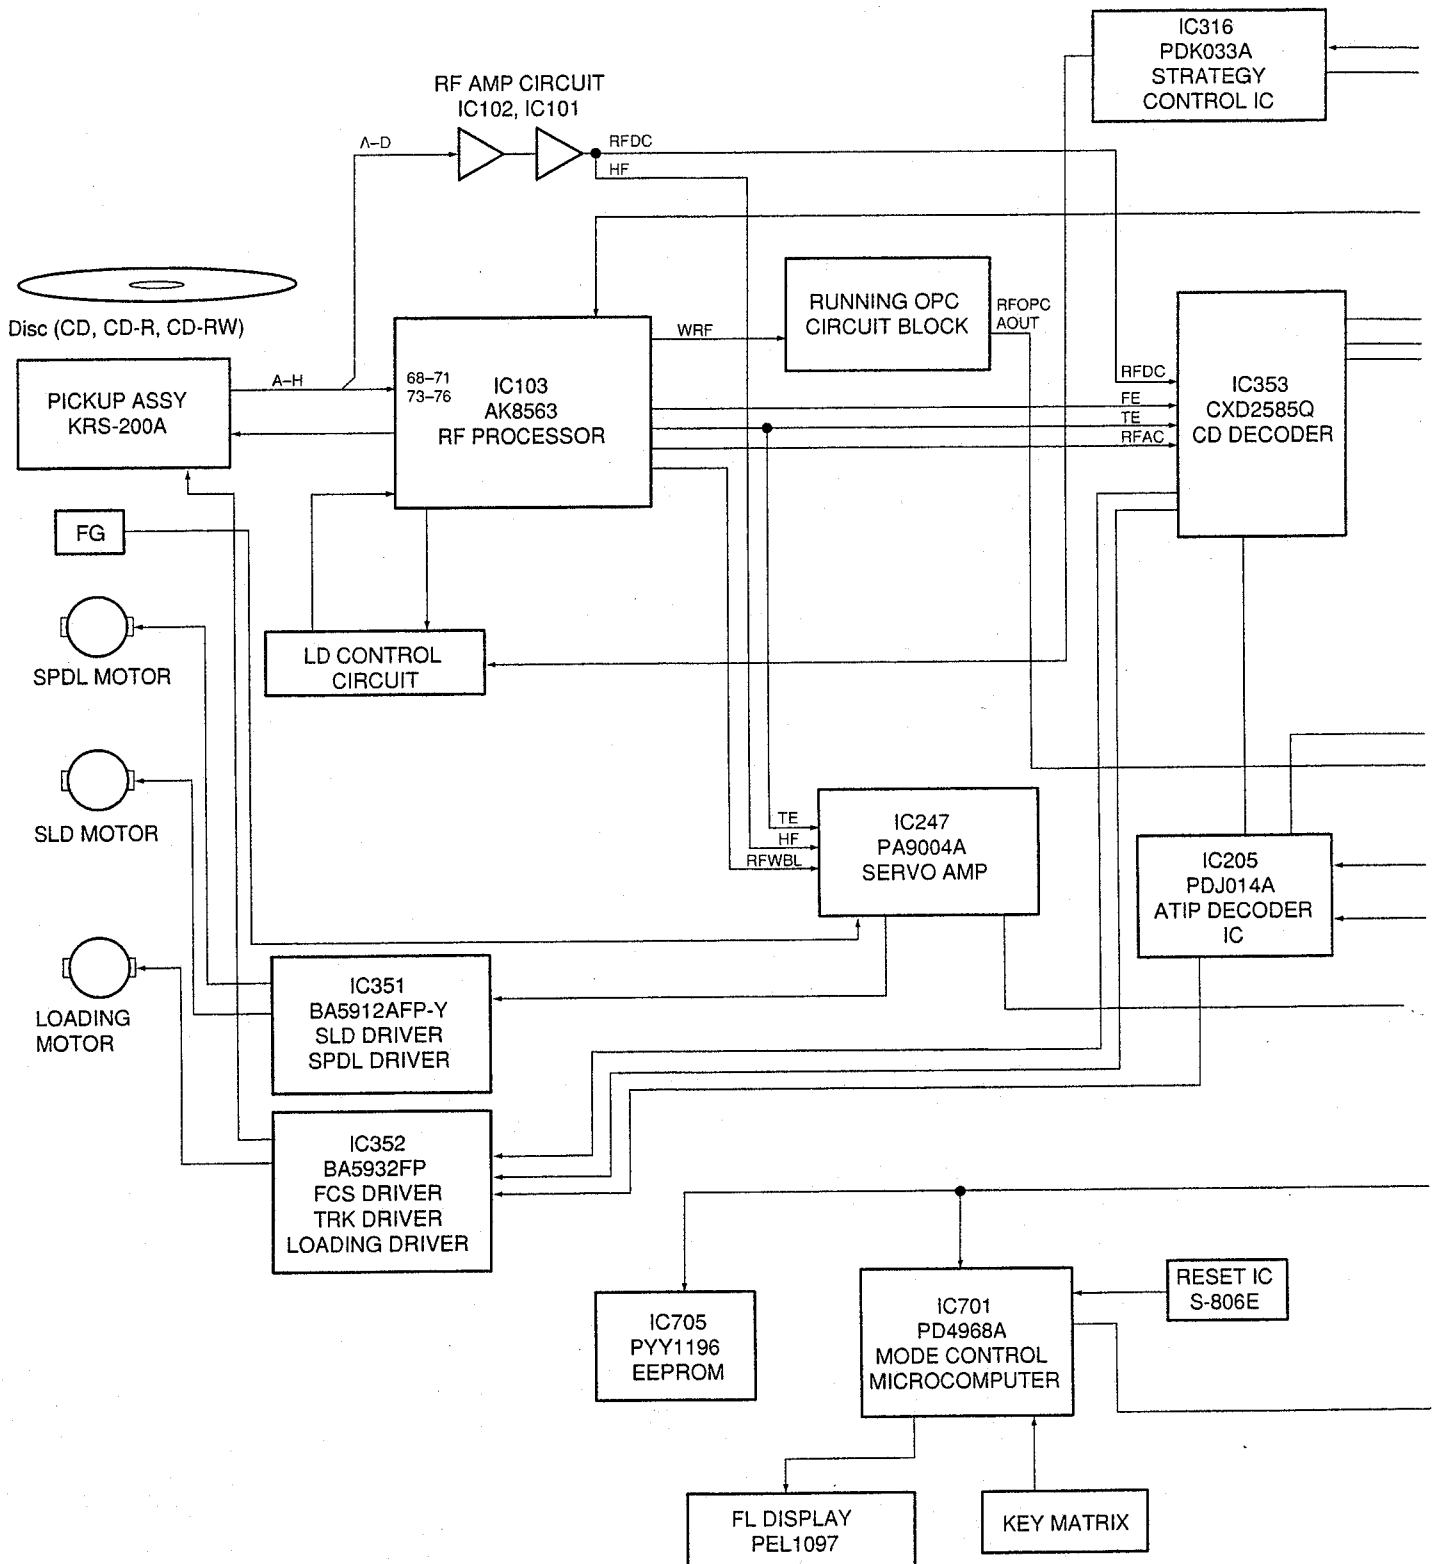 IC316
PDK033A
STRATEGY
CONTROL IC
RF AMP CIRCUIT
IC102, IC101
A–D
RFDC
HF
Disc (CD, CD-R, CD-RW)
PICKUP ASSY
KRS-200A
A–H
68–71
73–76
IC103
AK8563
RF PROCESSOR
WRF
RUNNING OPC
CIRCUIT BLOCK
RFOPC
AOUT
RFDC
FE
TE
RFAC
IC353
CXD2585Q
CD DECODER
FG
SPDL MOTOR
LD CONTROL
CIRCUIT
SLD MOTOR
TE
HF
RFWBL
IC247
PA9004A
SERVO AMP
IC205
PDJ014A
ATIP DECODER
IC
LOADING
MOTOR
IC351
BA5912AFP-Y
SLD DRIVER
SPDL DRIVER
IC352
BA5932FP
FCS DRIVER
TRK DRIVER
LOADING DRIVER
IC705
PYY1196
EEPROM
IC701
PD4968A
MODE CONTROL
MICROCOMPUTER
RESET IC
S-806E
FL DISPLAY
PEL1097
KEY MATRIX